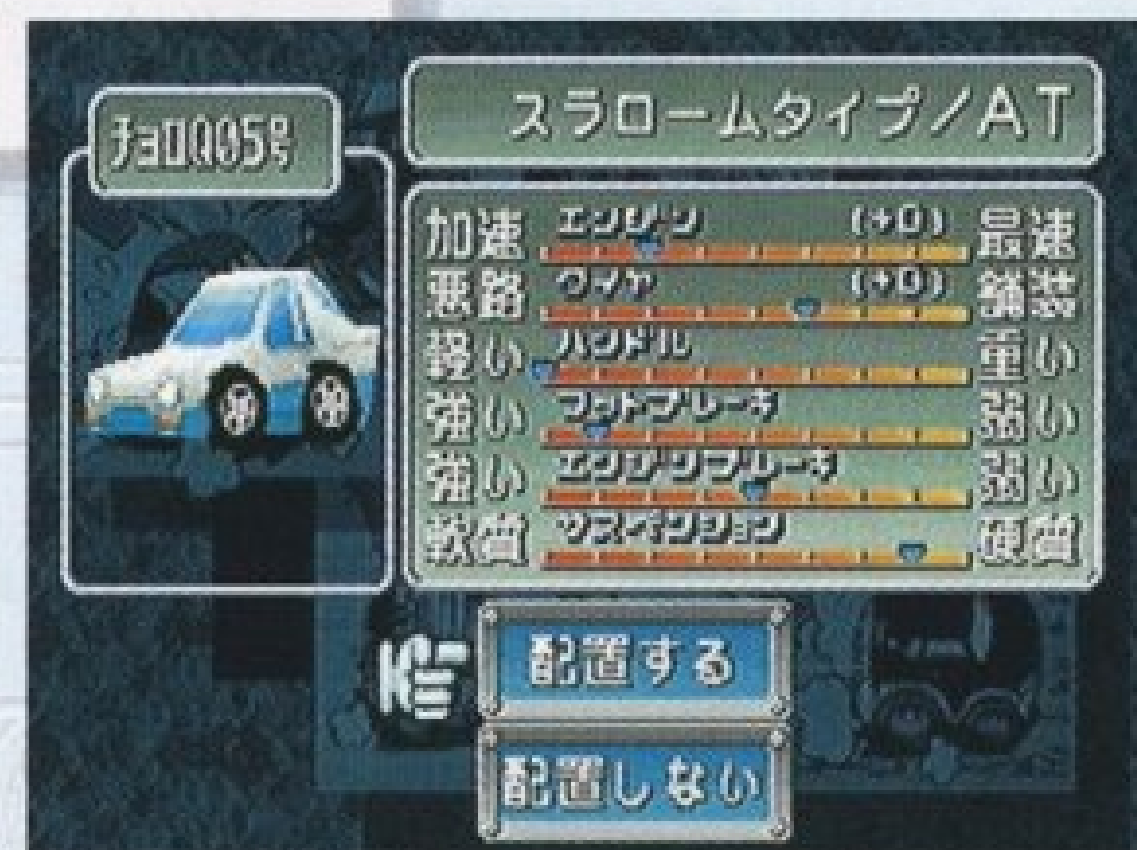 チョロQ05号
スラロームタイプ/AT
加速 エンジン (+0) 最速
悪路 タイヤ (+0) 舗装
軽い ハンドル 重い
強い フットブレーキ 弱い
強い エンジンブレーキ 弱い
軟質 サスペンション 硬質
配置する
配置しない